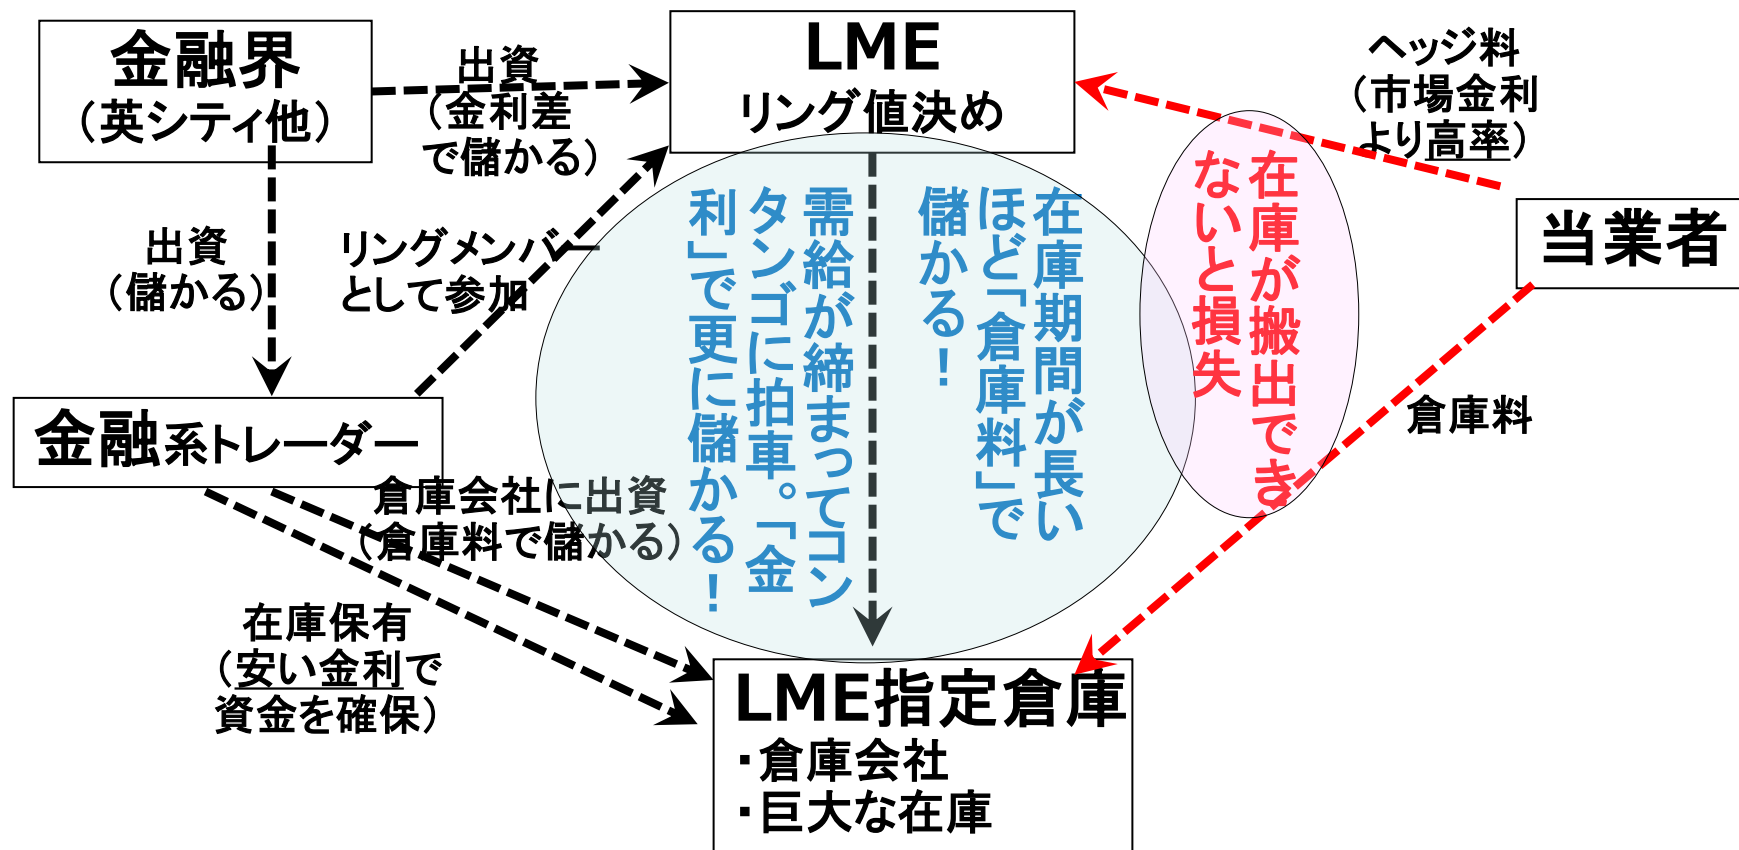 金融界
（英シティ他）
出資
（金利差
で儲かる）
LME
リング値決め
ヘッジ料
（市場金利
より高率）
当業者
出資
（儲かる）
リングメンバー
として参加
在庫期間が長い
ほど「倉庫料」で
儲かる！
需給が締まってコン
タンゴに拍車。「金
利」で更に儲かる！
在庫が搬出でき
ないと損失
倉庫料
金融系トレーダー
倉庫会社に出資
（倉庫料で儲かる）
在庫保有
（安い金利で
資金を確保）
LME指定倉庫
・倉庫会社
・巨大な在庫